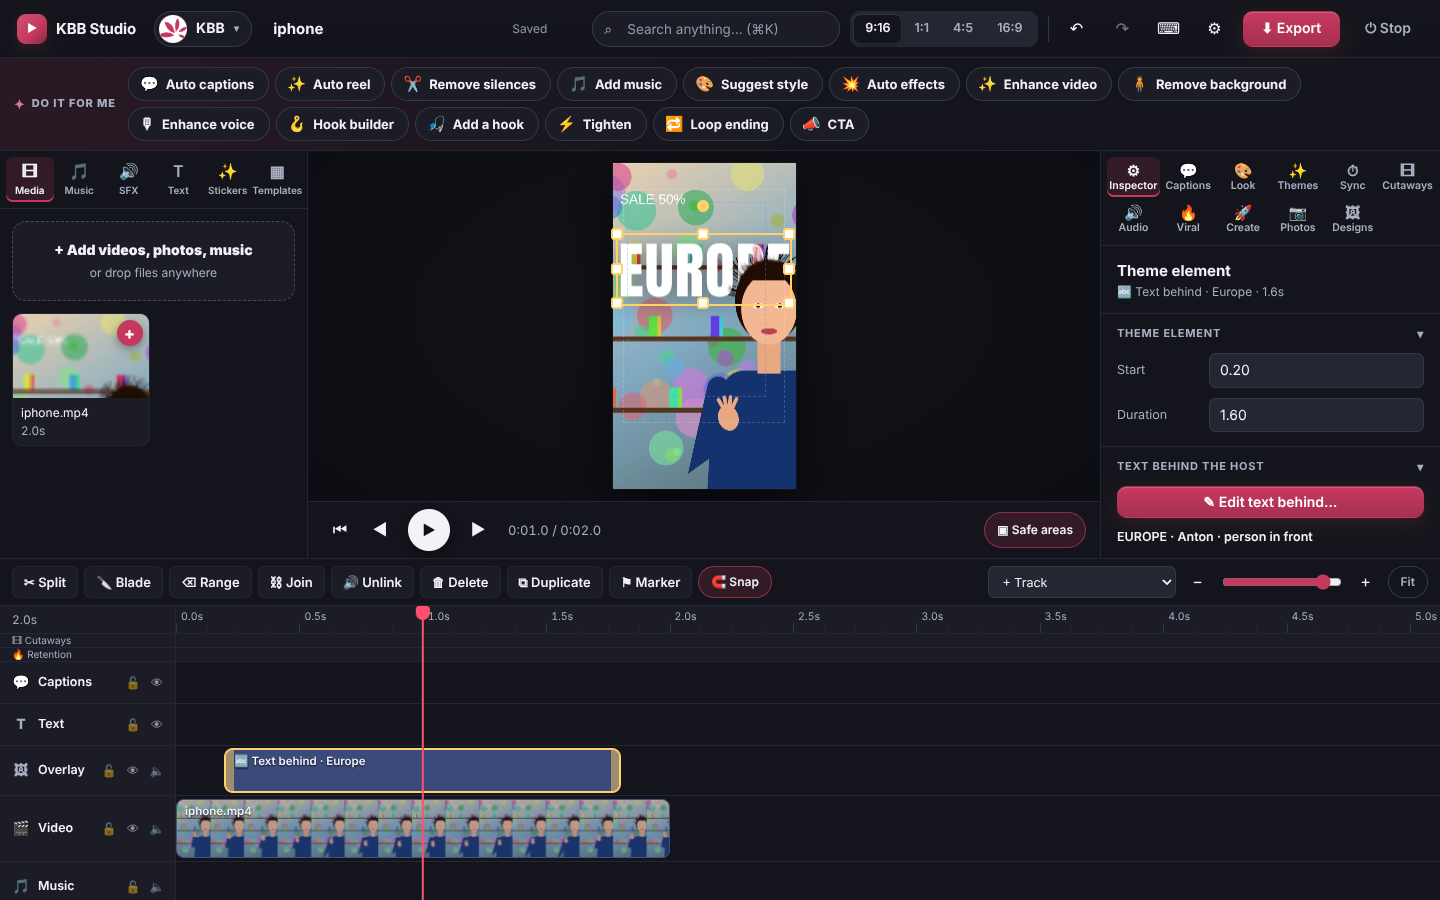 KBB Studio
KBB
iphone
Saved
Search anything... (⌘K)
9:16
1:1
4:5
16:9
Export
Stop
DO IT FOR ME
Auto captions
Auto reel
Remove silences
Add music
Suggest style
Auto effects
Enhance video
Remove background
Enhance voice
Hook builder
Add a hook
Tighten
Loop ending
CTA
Media
Music
SFX
Text
Stickers
Templates
+ Add videos, photos, music
or drop files anywhere
iphone.mp4
2.0s
SALE 50%
0:01.0 / 0:02.0
Safe areas
Inspector
Captions
Look
Themes
Sync
Cutaways
Audio
Viral
Create
Photos
Designs
Theme element
Text behind · Europe · 1.6s
THEME ELEMENT
Start
0.20
Duration
1.60
TEXT BEHIND THE HOST
Edit text behind...
EUROPE · Anton · person in front
Split
Blade
Range
Join
Unlink
Delete
Duplicate
Marker
Snap
+ Track
Fit
2.0s
0.0s
0.5s
1.0s
1.5s
2.0s
2.5s
3.0s
3.5s
4.0s
4.5s
5.0s
Cutaways
Retention
Captions
Text
Overlay
Text behind · Europe
Video
iphone.mp4
Music